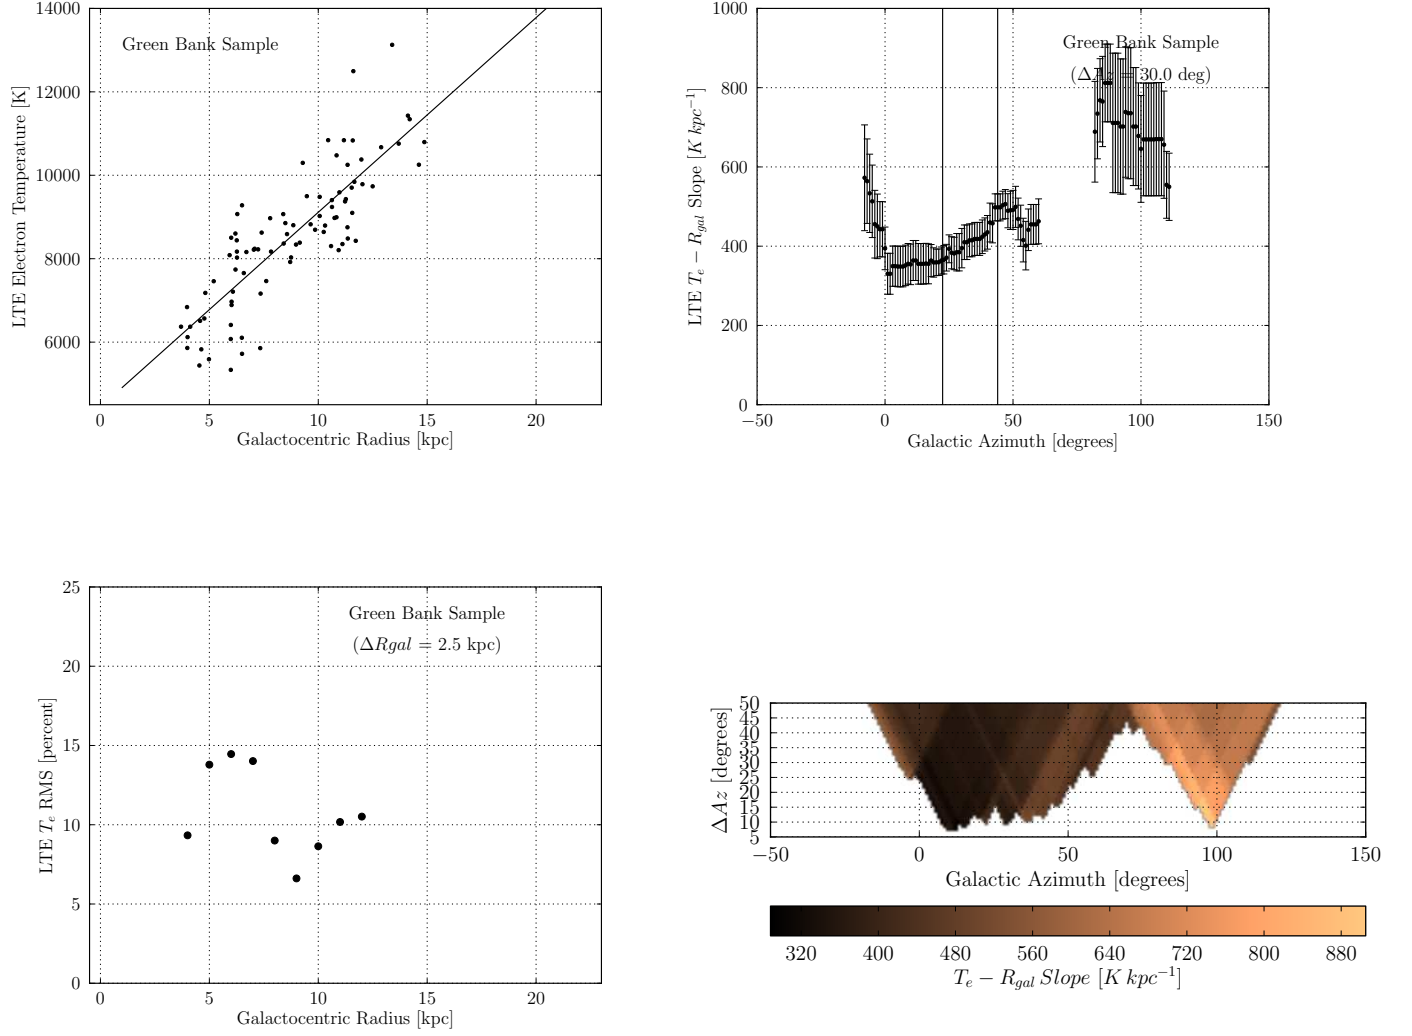 14000
12000
10000
8000
6000
LTE Electron Temperature [K]
Green Bank Sample
0 5 10 15 20
Galactocentric Radius [kpc]
1000
800
600
400
200
0
LTE T_e − R_gal Slope [K kpc⁻¹]
Green Bank Sample
(ΔAz = 30.0 deg)
−50 0 50 100 150
Galactic Azimuth [degrees]
25
20
15
10
5
0
LTE T_e RMS [percent]
Green Bank Sample
(ΔRgal = 2.5 kpc)
0 5 10 15 20
Galactocentric Radius [kpc]
50
45
40
35
30
25
20
15
10
5
ΔAz [degrees]
−50 0 50 100 150
Galactic Azimuth [degrees]
320 400 480 560 640 720 800 880
T_e − R_gal Slope [K kpc⁻¹]